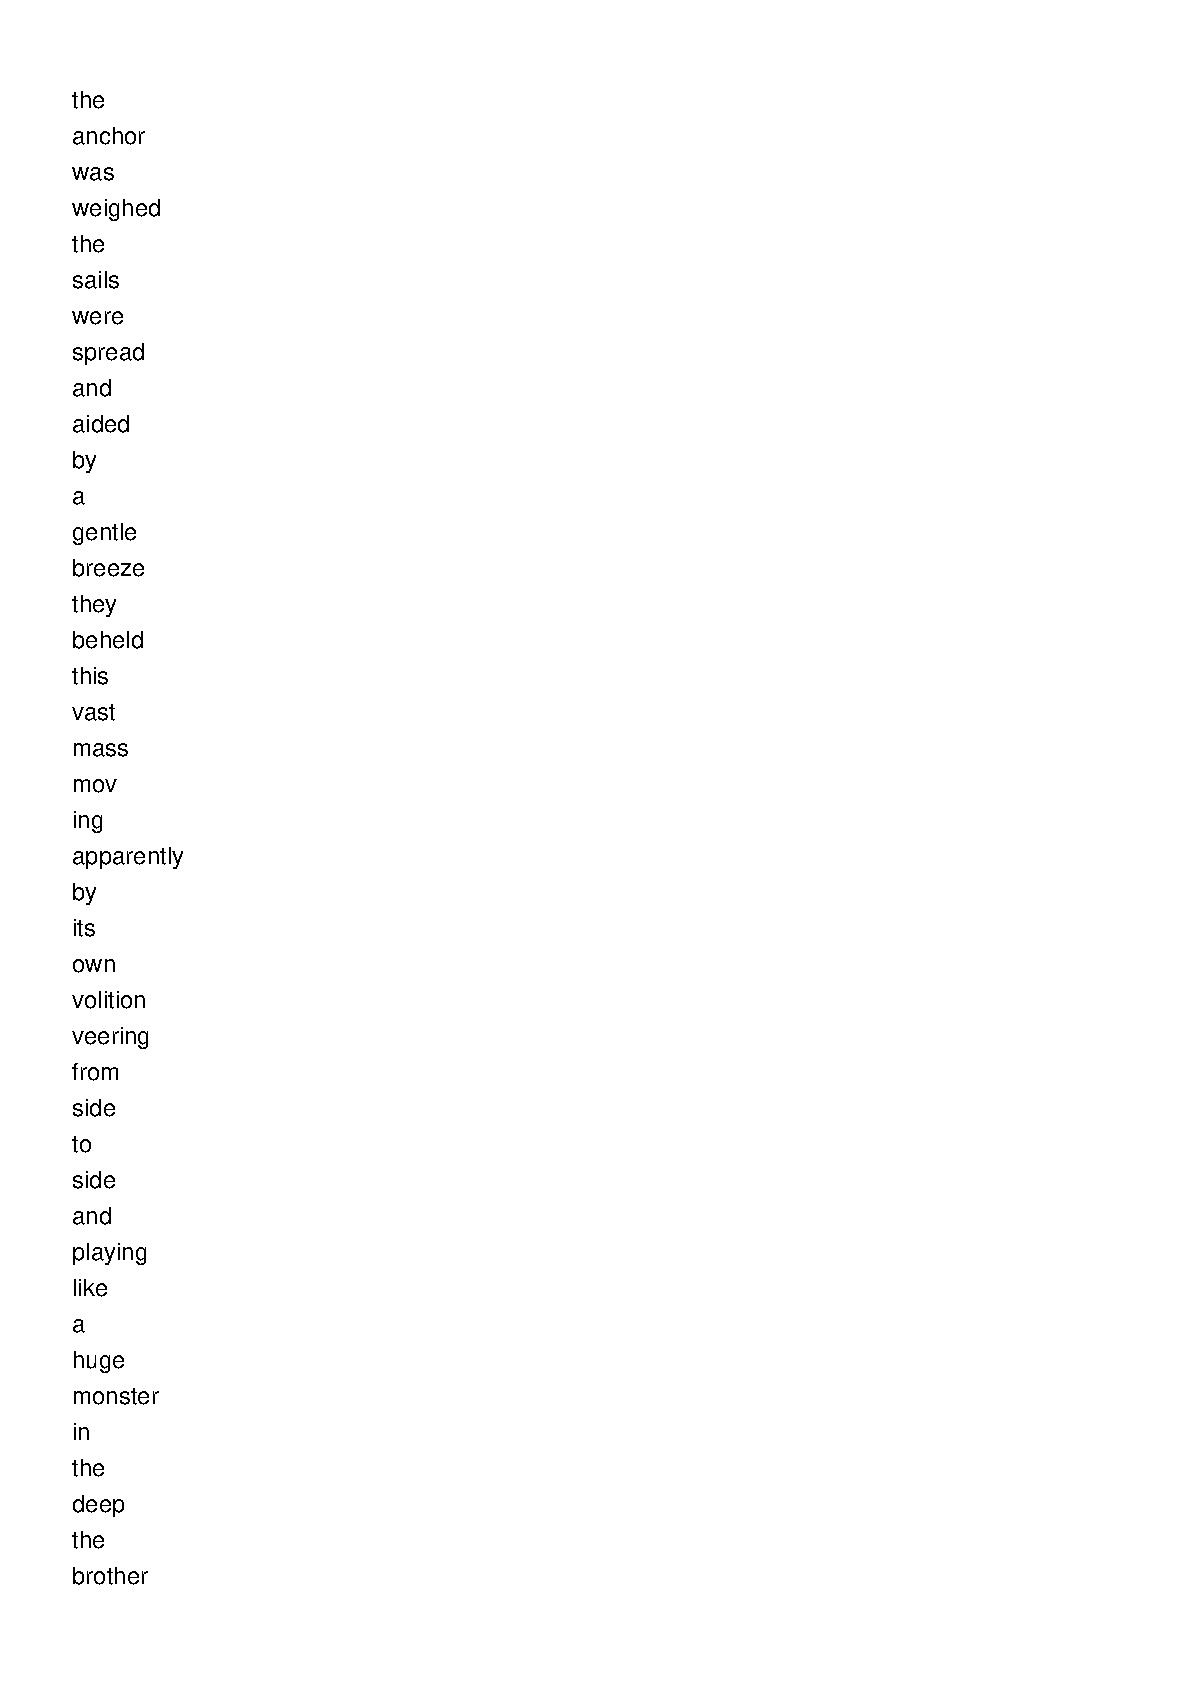 the
anchor
was
weighed
the
sails
were
spread
and
aided
by
a
gentle
breeze
they
beheld
this
vast
mass
mov
ing
apparently
by
its
own
volition
veering
from
side
to
side
and
playing
like
a
huge
monster
in
the
deep
the
brother